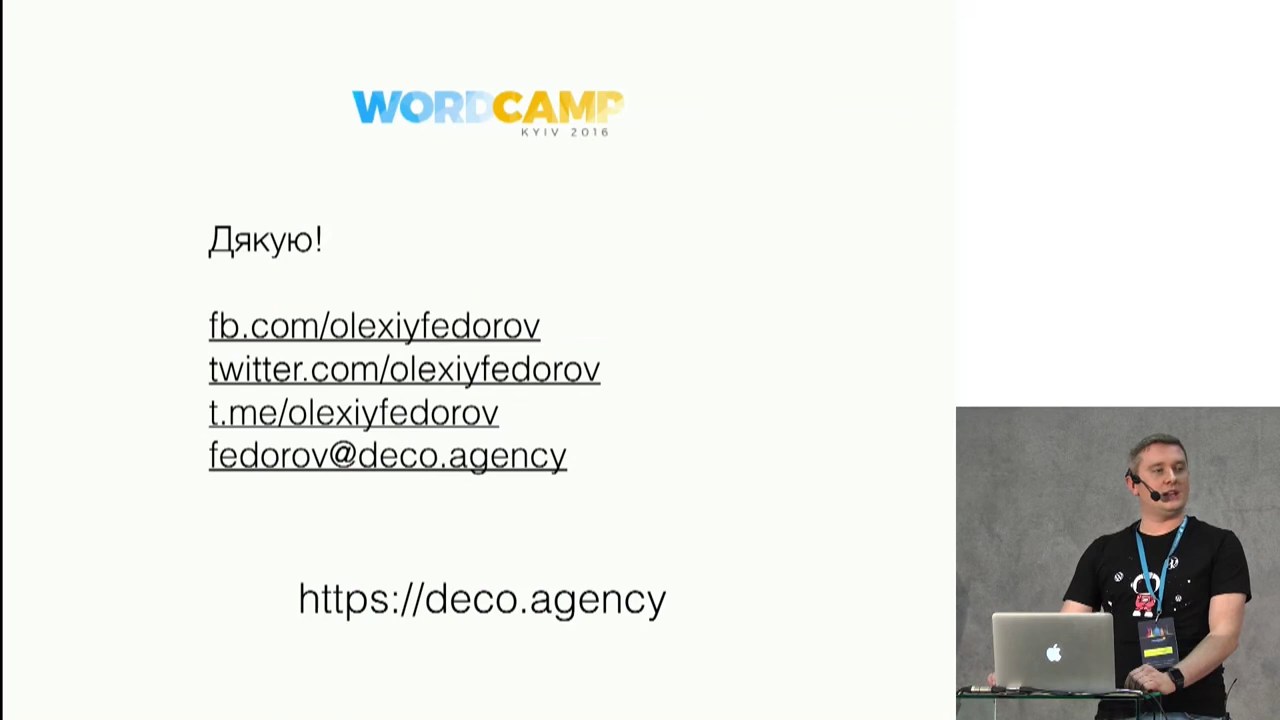 WORDCAMP
KYIV 2016
Дякую!
fb.com/olexiyfedorov
twitter.com/olexiyfedorov
t.me/olexiyfedorov
fedorov@deco.agency
https://deco.agency